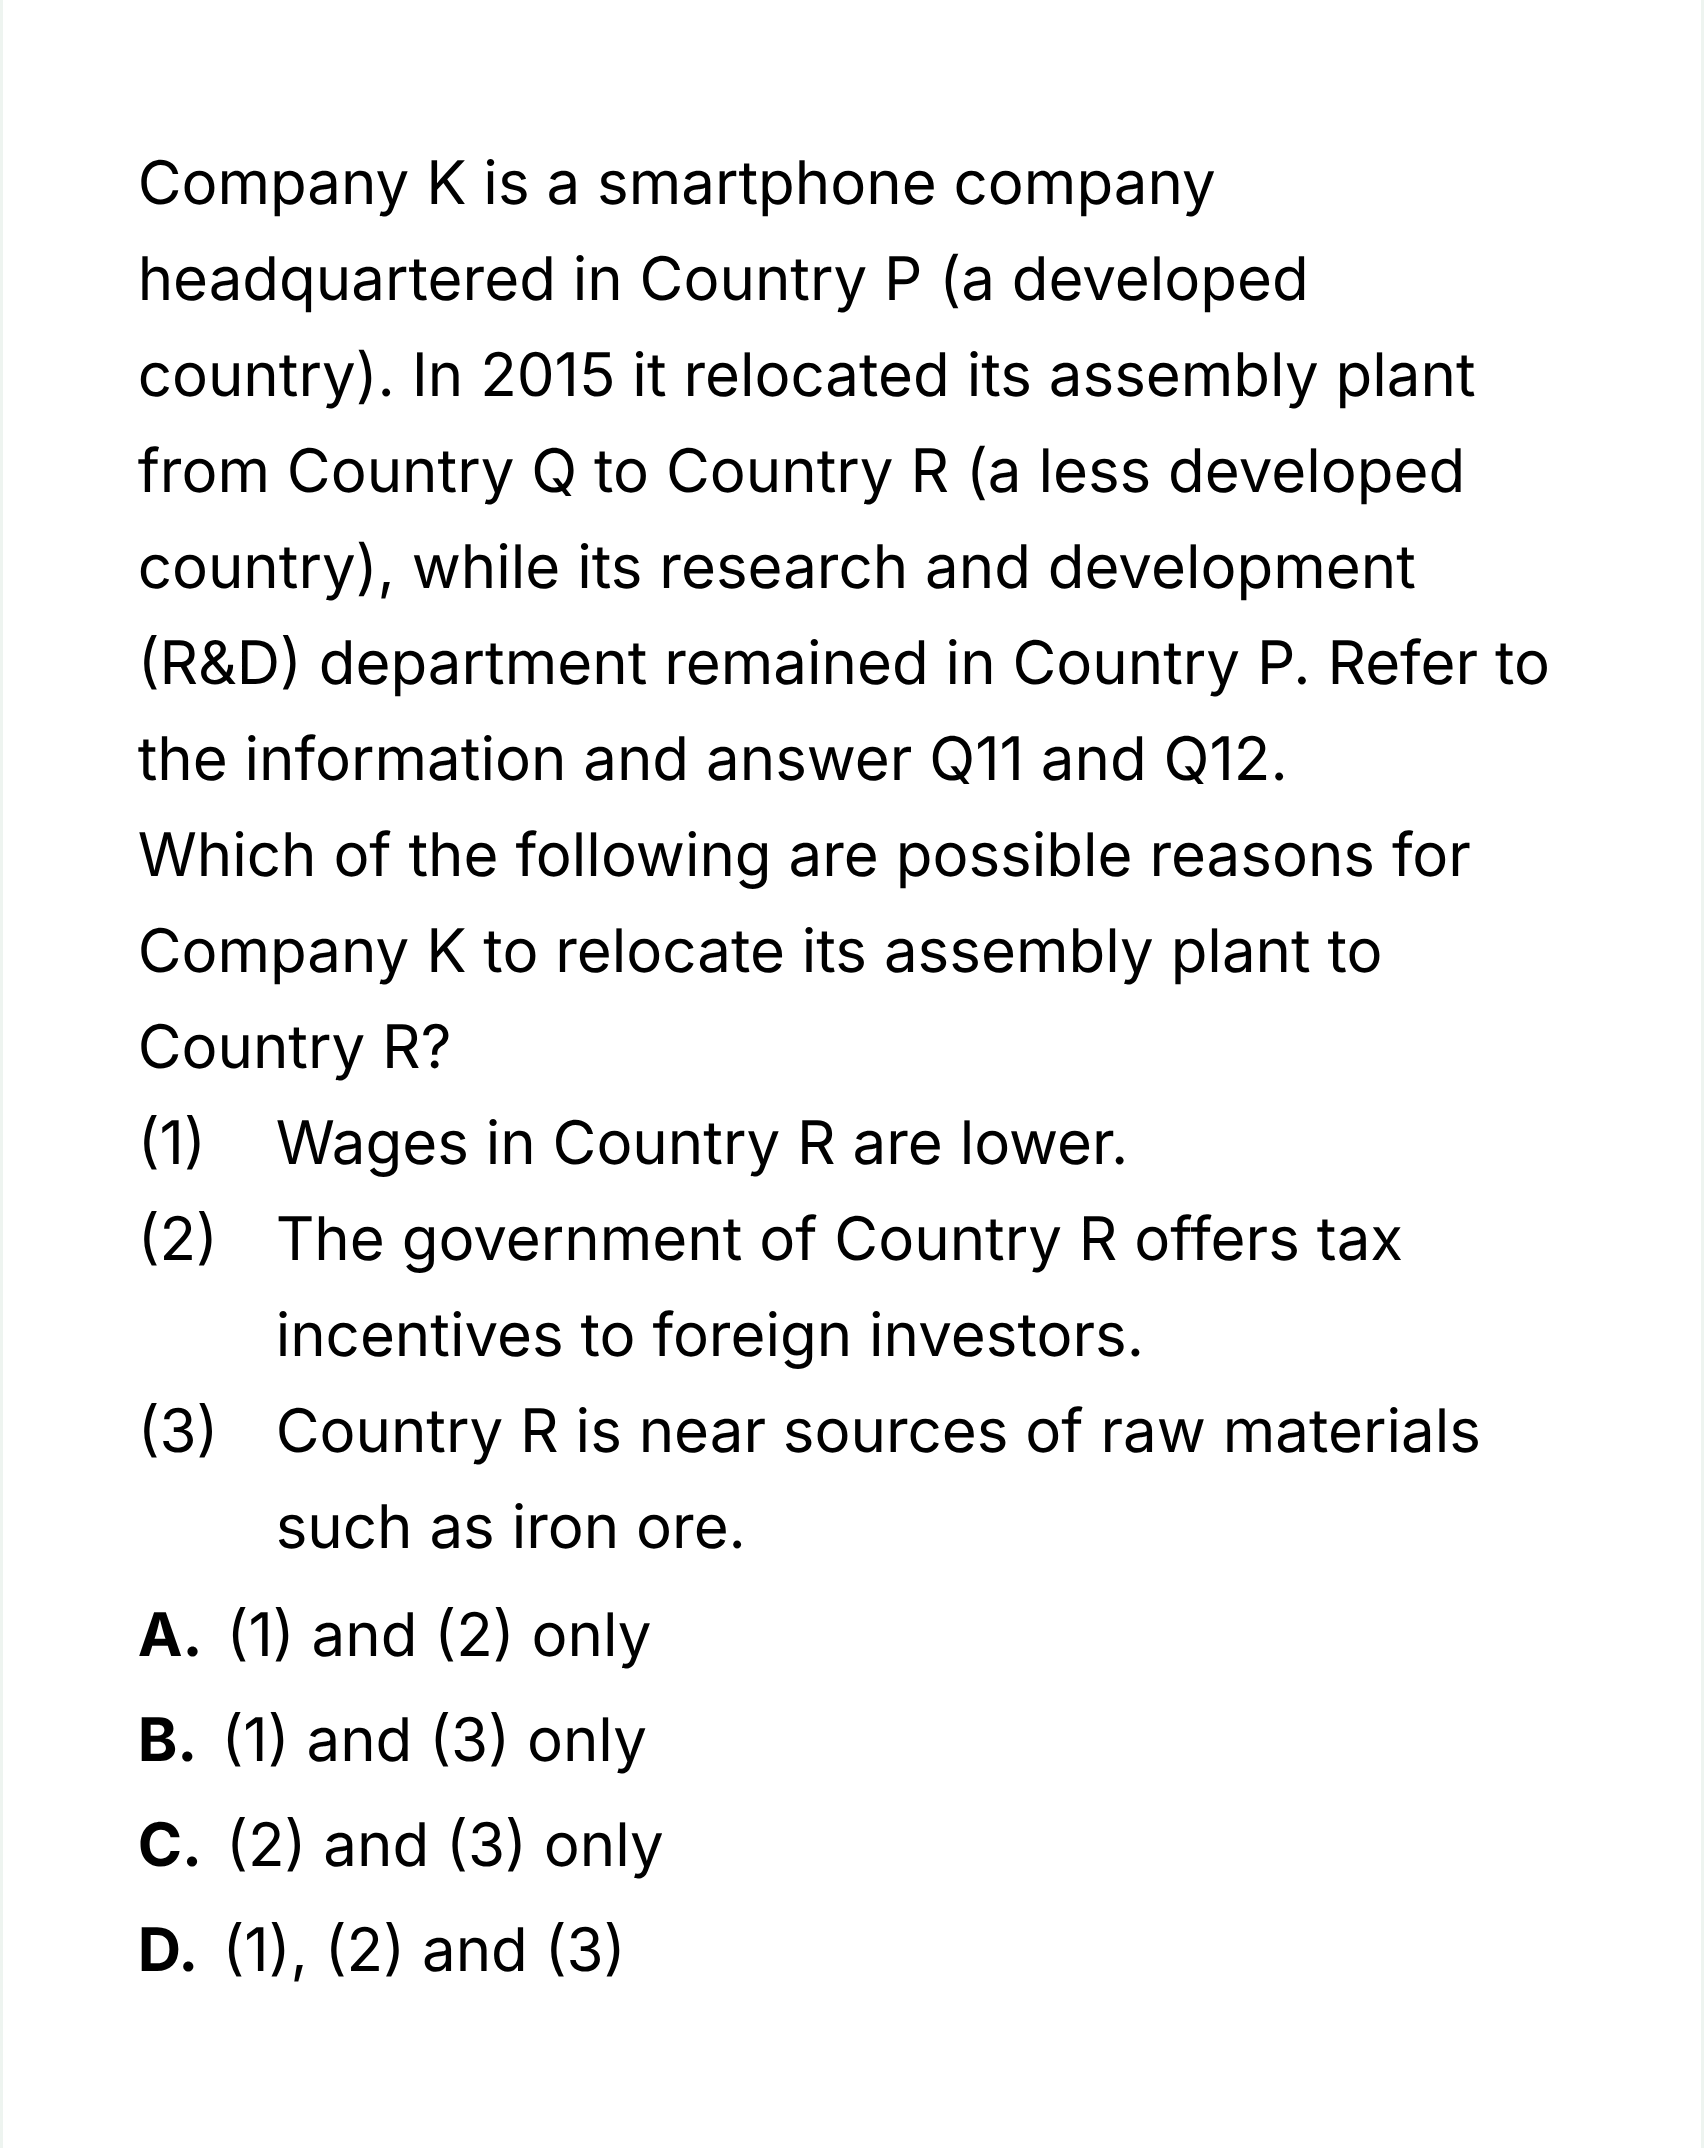 Company K is a smartphone company
headquartered in Country P (a developed
country). In 2015 it relocated its assembly plant
from Country Q to Country R (a less developed
country), while its research and development
(R&D) department remained in Country P. Refer to
the information and answer Q11 and Q12.
Which of the following are possible reasons for
Company K to relocate its assembly plant to
Country R?
(1) Wages in Country R are lower.
(2) The government of Country R offers tax
incentives to foreign investors.
(3) Country R is near sources of raw materials
such as iron ore.
A. (1) and (2) only
B. (1) and (3) only
C. (2) and (3) only
D. (1), (2) and (3)